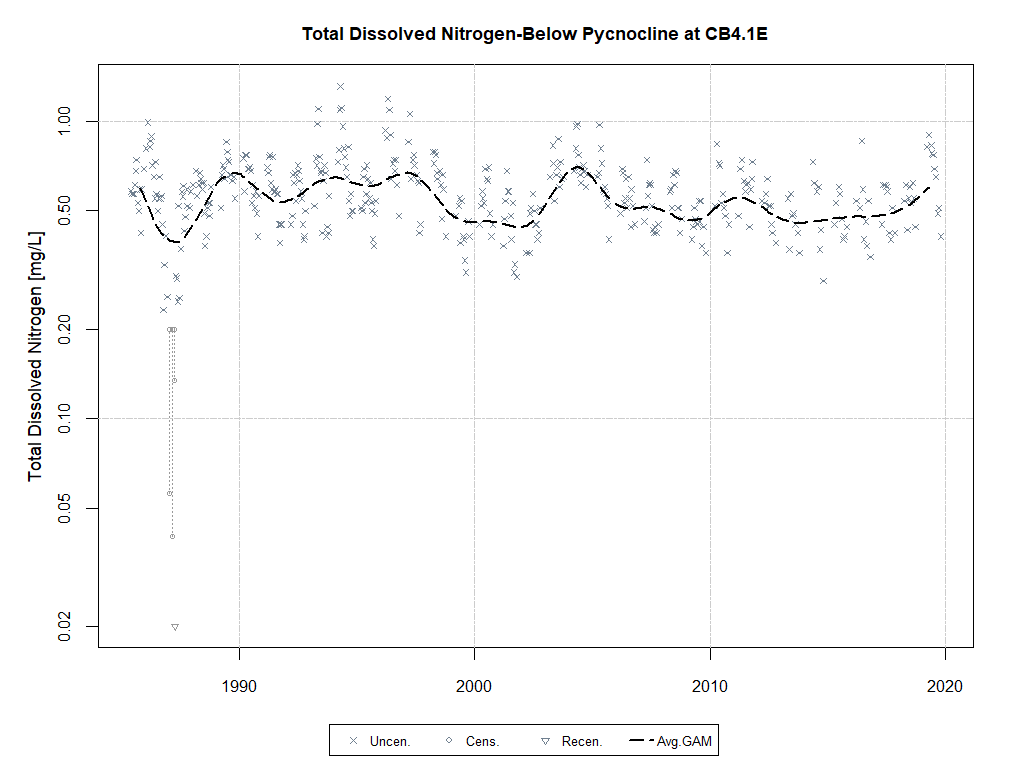 Total Dissolved Nitrogen-Below Pycnocline at CB4.1E
Total Dissolved Nitrogen [mg/L]
1.00
0.50
0.20
0.10
0.05
0.02
1990 2000 2010 2020
Uncen. Cens. Recen. Avg.GAM